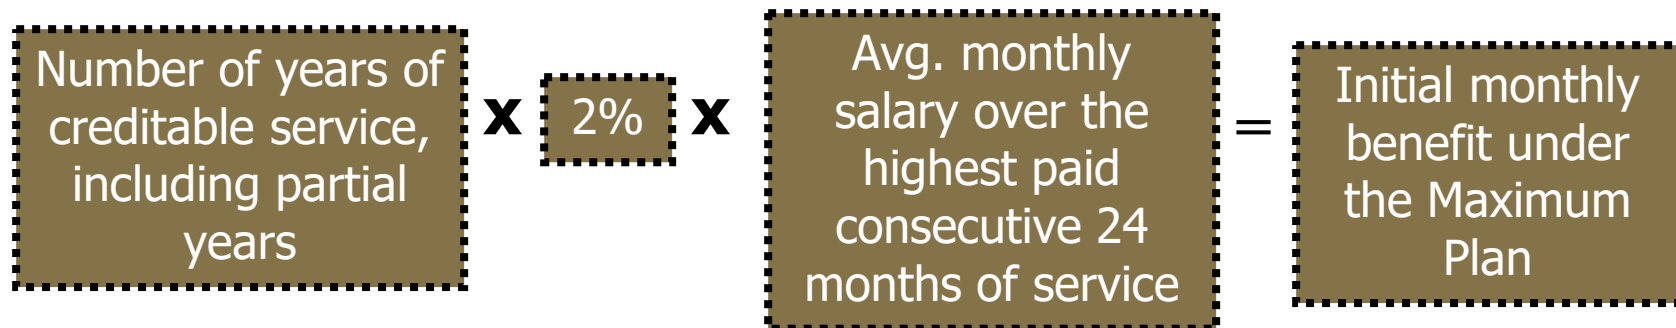 Number of years of
creditable service,
including partial
years
x
2%
x
Avg. monthly
salary over the
highest paid
consecutive 24
months of service
=
Initial monthly
benefit under
the Maximum
Plan